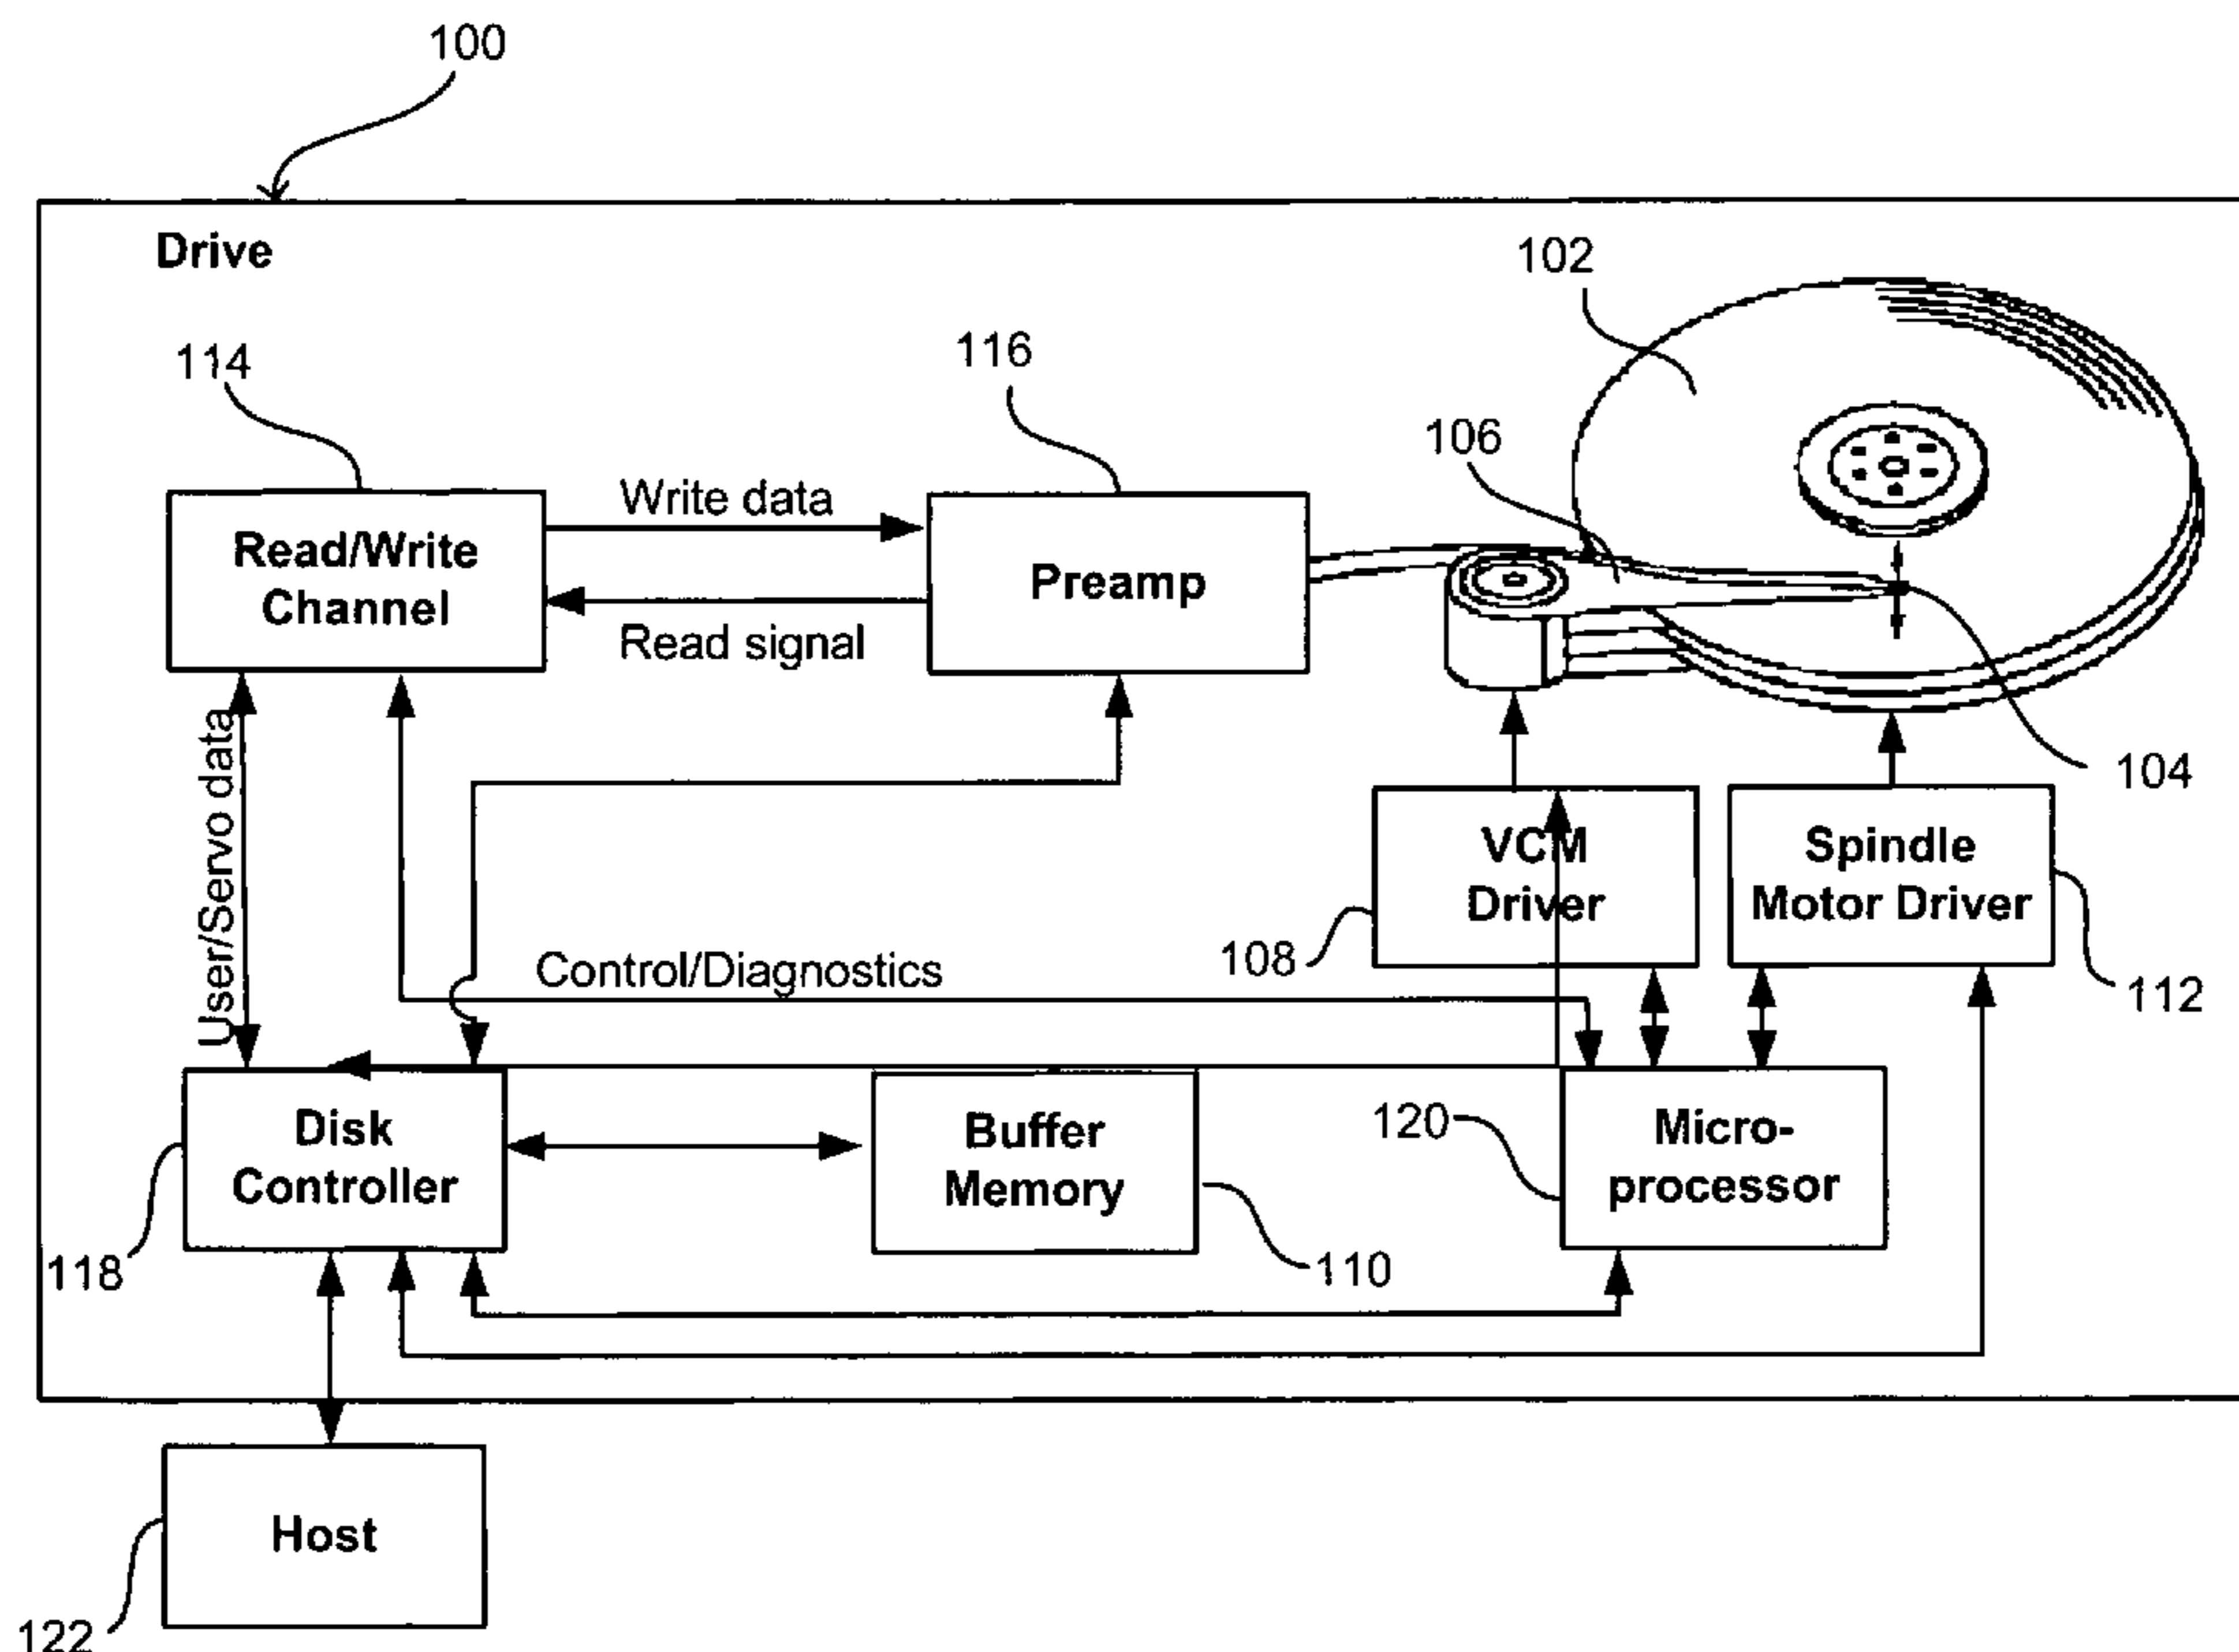 100
Drive
102
114
116
106
Write data
Read/Write
Channel
Preamp
Read signal
User/Servo data
104
VCM
Driver
Spindle
Motor Driver
108
112
Control/Diagnostics
Disk
Controller
Buffer
Memory
120
Micro-
processor
118
110
Host
122